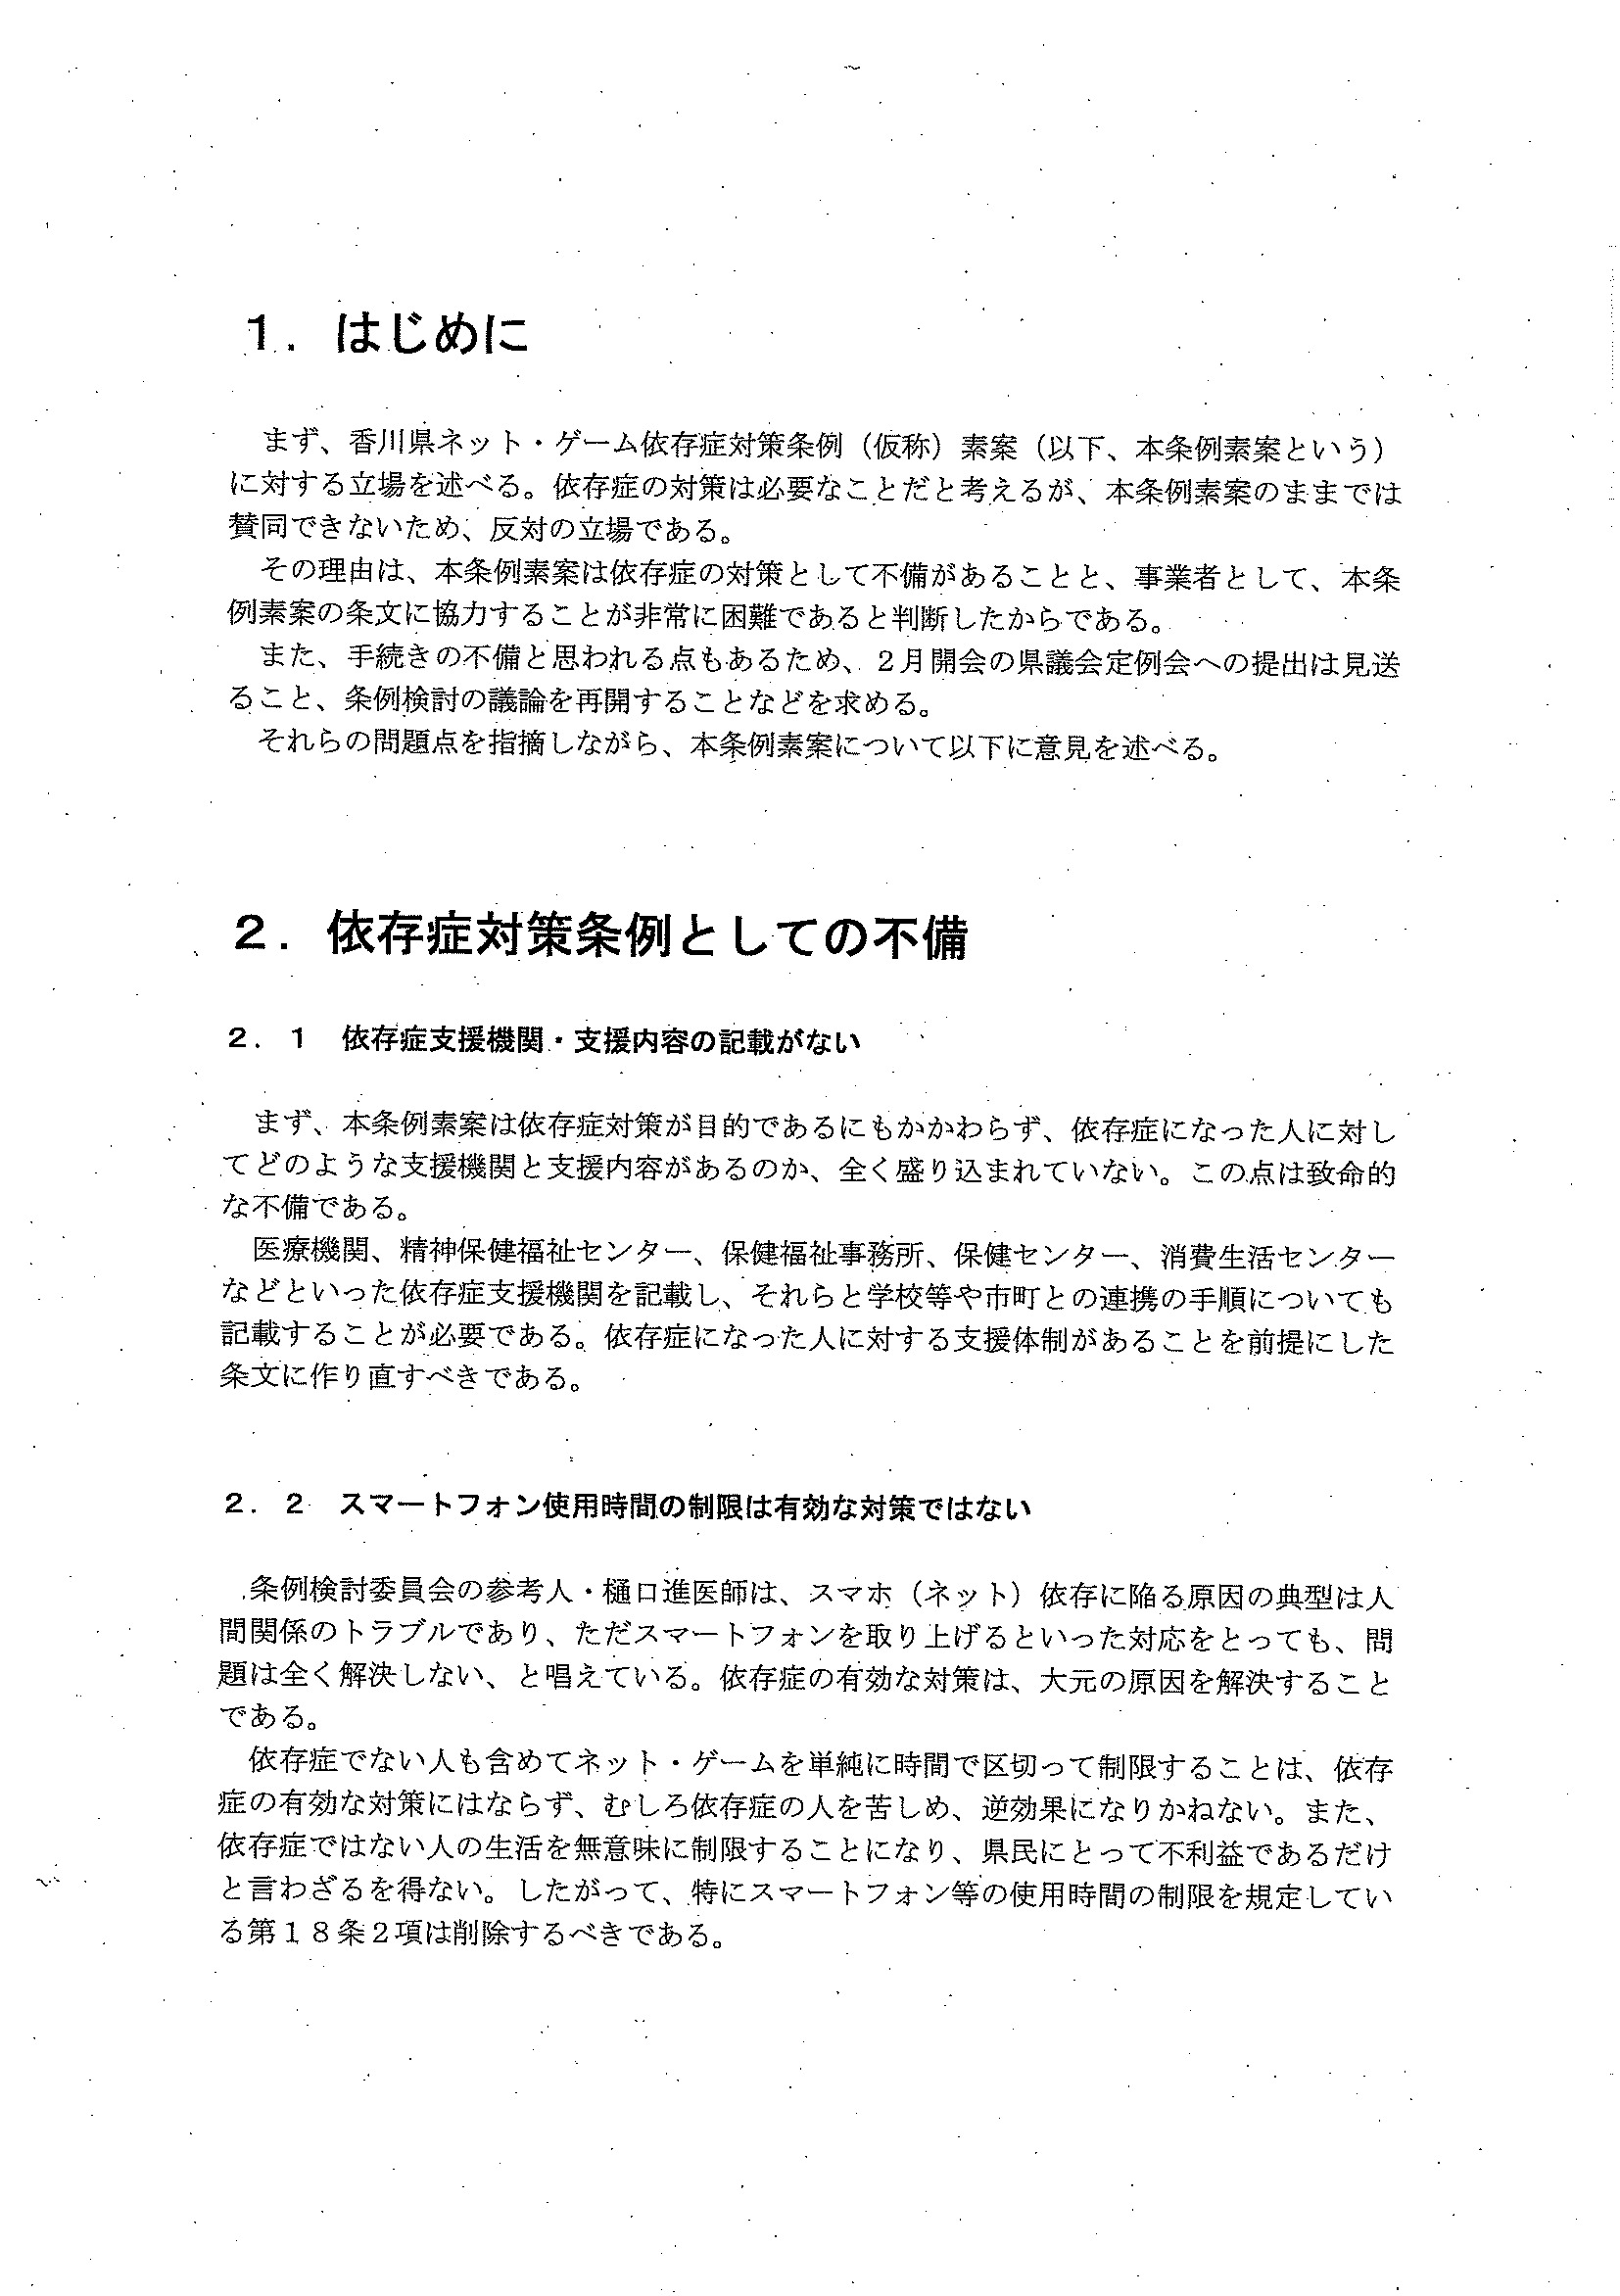 １．はじめに
まず、香川県ネット・ゲーム依存症対策条例（仮称）素案（以下、本条例素案という）
に対する立場を述べる。依存症の対策は必要なことだと考えるが、本条例素案のままでは
賛同できないため、反対の立場である。
その理由は、本条例素案は依存症の対策として不備があることと、事業者として、本条
例素案の条文に協力することが非常に困難であると判断したからである。
また、手続きの不備と思われる点もあるため、２月開会の県議会定例会への提出は見送
ること、条例検討の議論を再開することなどを求める。
それらの問題点を指摘しながら、本条例素案について以下に意見を述べる。
２．依存症対策条例としての不備
２．１　依存症支援機関・支援内容の記載がない
まず、本条例素案は依存症対策が目的であるにもかかわらず、依存症になった人に対し
てどのような支援機関と支援内容があるのか、全く盛り込まれていない。この点は致命的
な不備である。
医療機関、精神保健福祉センター、保健福祉事務所、保健センター、消費生活センター
などといった依存症支援機関を記載し、それらと学校等や市町との連携の手順についても
記載することが必要である。依存症になった人に対する支援体制があることを前提にした
条文に作り直すべきである。
２．２　スマートフォン使用時間の制限は有効な対策ではない
条例検討委員会の参考人・樋口進医師は、スマホ（ネット）依存に陥る原因の典型は人
間関係のトラブルであり、ただスマートフォンを取り上げるといった対応をとっても、問
題は全く解決しない、と唱えている。依存症の有効な対策は、大元の原因を解決すること
である。
依存症でない人も含めてネット・ゲームを単純に時間で区切って制限することは、依存
症の有効な対策にはならず、むしろ依存症の人を苦しめ、逆効果になりかねない。また、
依存症ではない人の生活を無意味に制限することになり、県民にとって不利益であるだけ
と言わざるを得ない。したがって、特にスマートフォン等の使用時間の制限を規定してい
る第１８条２項は削除するべきである。